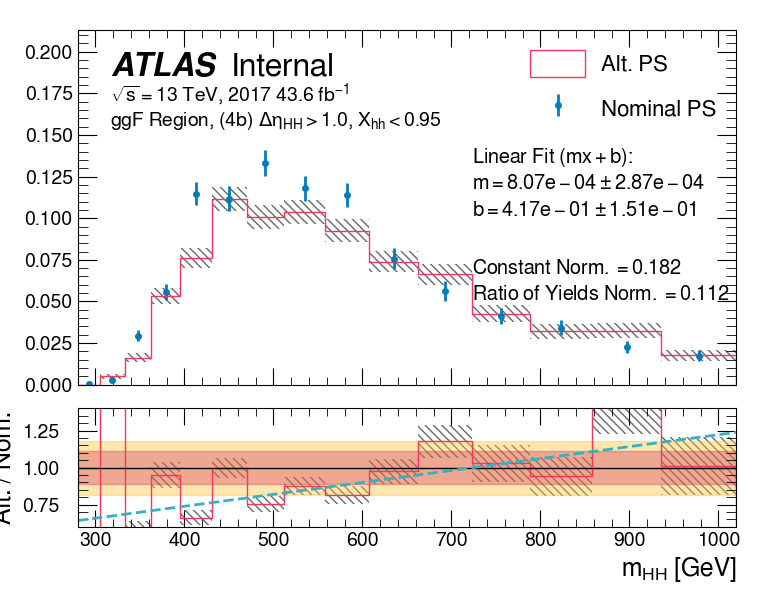 ATLAS Internal
√s = 13 TeV, 2017 43.6 fb⁻¹
ggF Region, (4b) Δη_HH > 1.0, X_hh < 0.95
Alt. PS
Nominal PS
Linear Fit (mx + b):
m = 8.07e − 04 ± 2.87e − 04
b = 4.17e − 01 ± 1.51e − 01
Constant Norm. = 0.182
Ratio of Yields Norm. = 0.112
0.200
0.175
0.150
0.125
0.100
0.075
0.050
0.025
0.000
Alt. / Nom.
1.25
1.00
0.75
300 400 500 600 700 800 900 1000
m_HH [GeV]